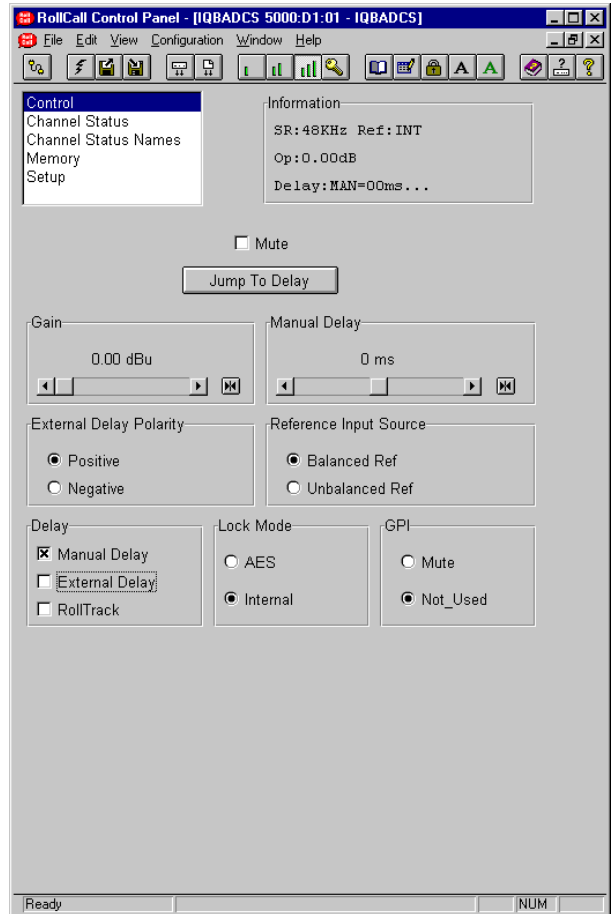 RollCall Control Panel - [IQBADCS 5000:D1:01 - IQBADCS]
File Edit View Configuration Window Help
A A
Control
Channel Status
Channel Status Names
Memory
Setup
Information
SR:48KHz Ref:INT
Op:0.00dB
Delay:MAN=00ms...
Mute
Jump To Delay
Gain
0.00 dBu
Manual Delay
0 ms
External Delay Polarity
Positive
Negative
Reference Input Source
Balanced Ref
Unbalanced Ref
Delay
Manual Delay
External Delay
RollTrack
Lock Mode
AES
Internal
GPI
Mute
Not_Used
Ready NUM